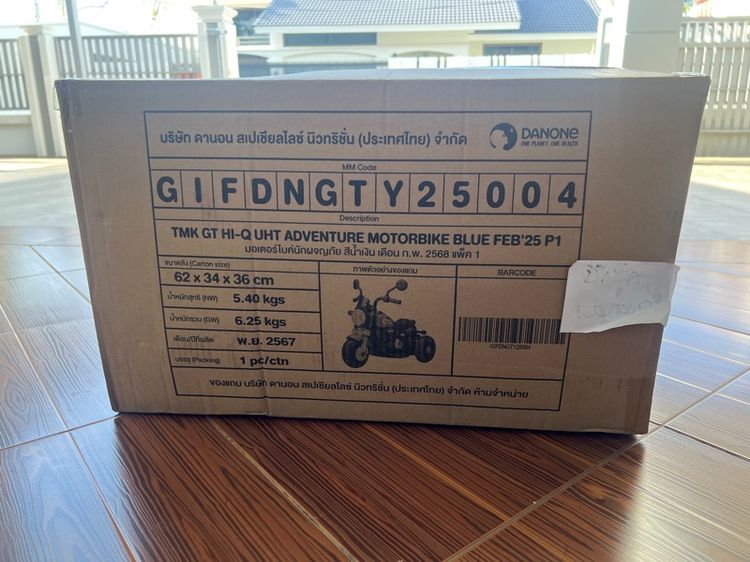 บริษัท ดานอน สเปเชียลไลซ์ นิวทริชั่น (ประเทศไทย) จำกัด
DANONE
ONE PLANET. ONE HEALTH
MM Code
GIFDNGTY25004
Description
TMK GT HI-Q UHT ADVENTURE MOTORBIKE BLUE FEB'25 P1
มอเตอร์ไบค์นักผจญภัย สีน้ำเงิน เดือน ก.พ. 2568 แพ็ค 1
ขนาดลัง (Carton size)
62 x 34 x 36 cm
น้ำหนักสุทธิ (NW) 5.40 kgs
น้ำหนักรวม (GW) 6.25 kgs
เดือน/ปีที่ผลิต พ.ย. 2567
บรรจุ (Packing) 1 pc/ctn
ภาพตัวอย่างของแถม
BARCODE
GIFDNGTY25004
ของแถม บริษัท ดานอน สเปเชียลไลซ์ นิวทริชั่น (ประเทศไทย) จำกัด ห้ามจำหน่าย